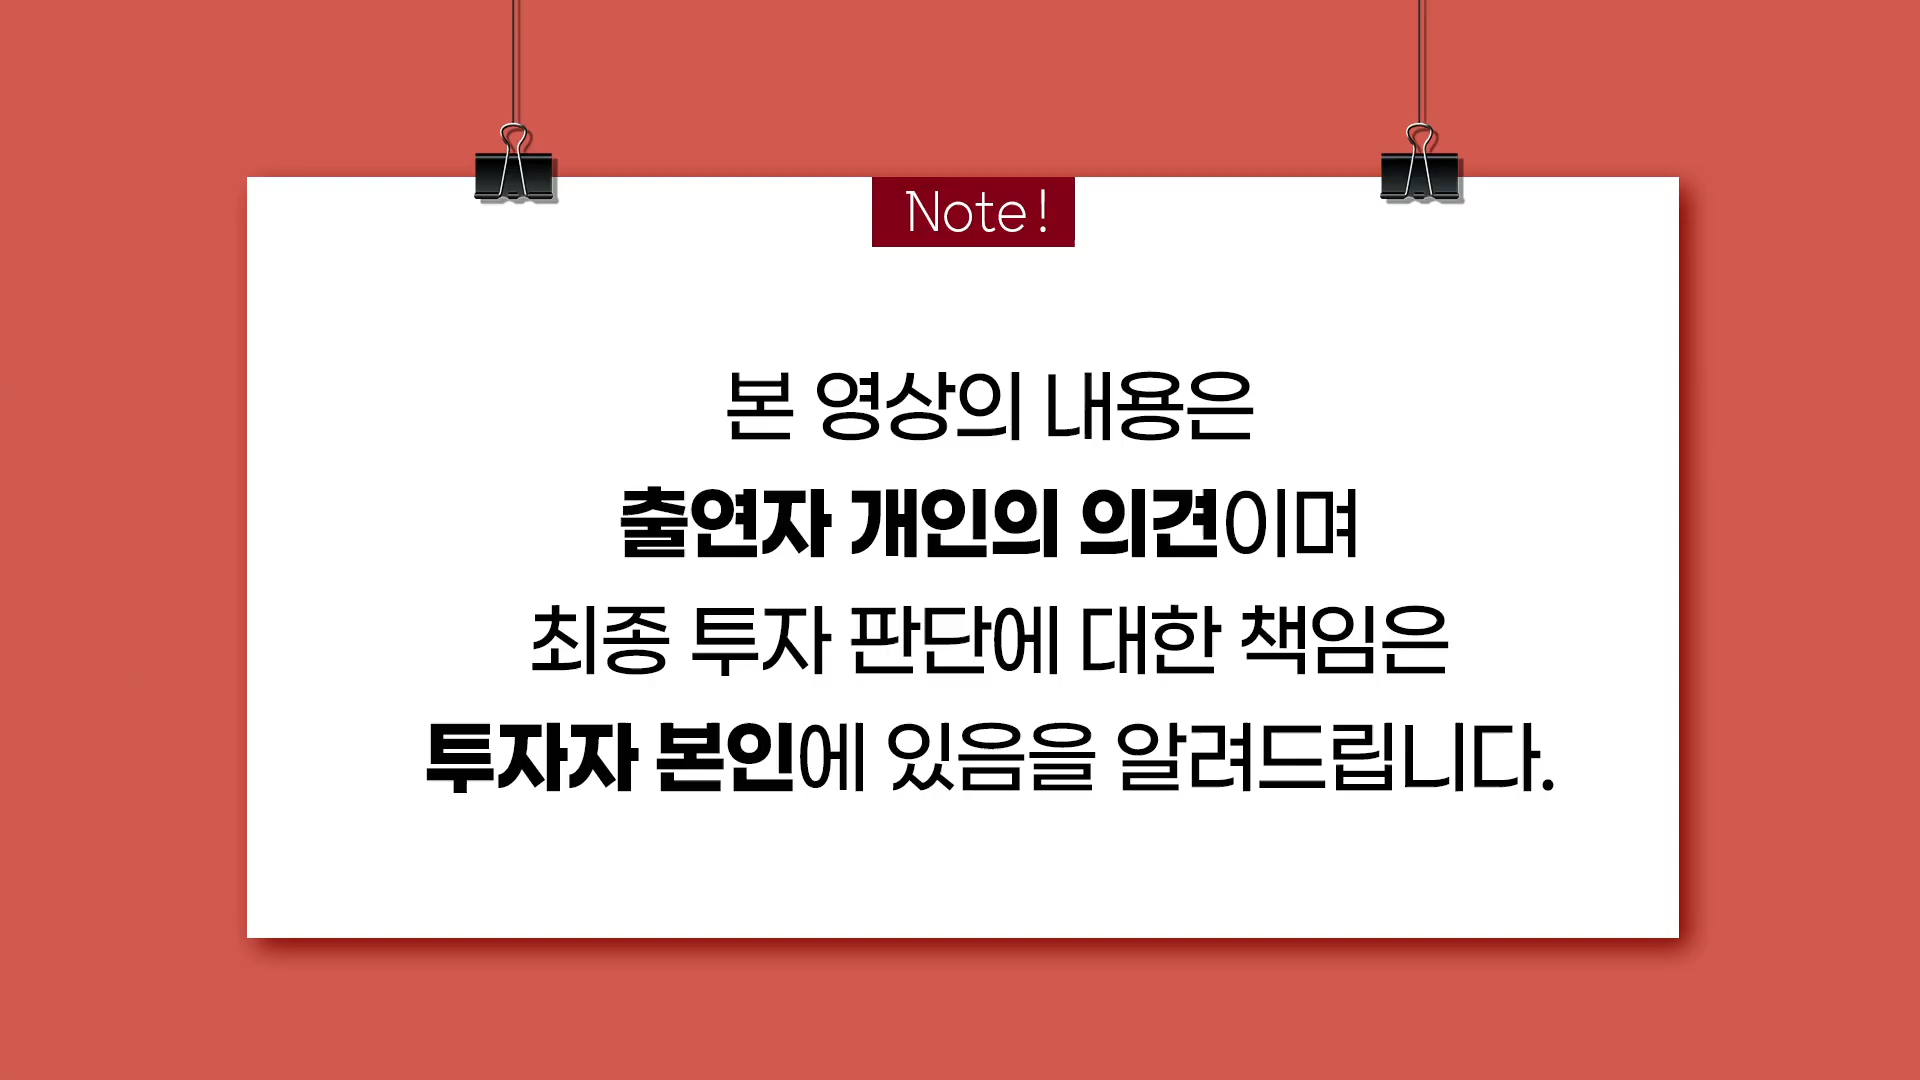 Note!
본 영상의 내용은
출연자 개인의 의견이며
최종 투자 판단에 대한 책임은
투자자 본인에 있음을 알려드립니다.